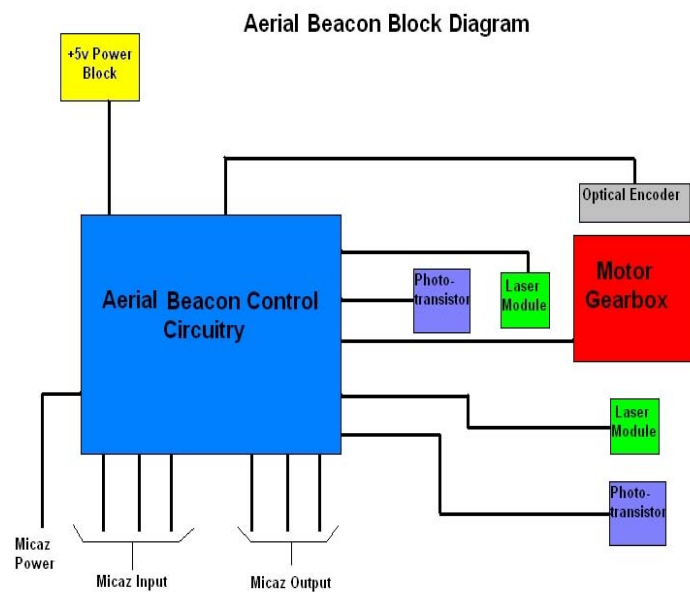 Aerial Beacon Block Diagram
+5v Power
Block
Optical Encoder
Motor
Gearbox
Photo-
transistor
Laser
Module
Aerial Beacon Control
Circuitry
Laser
Module
Photo-
transistor
Micaz
Power
Micaz Input
Micaz Output